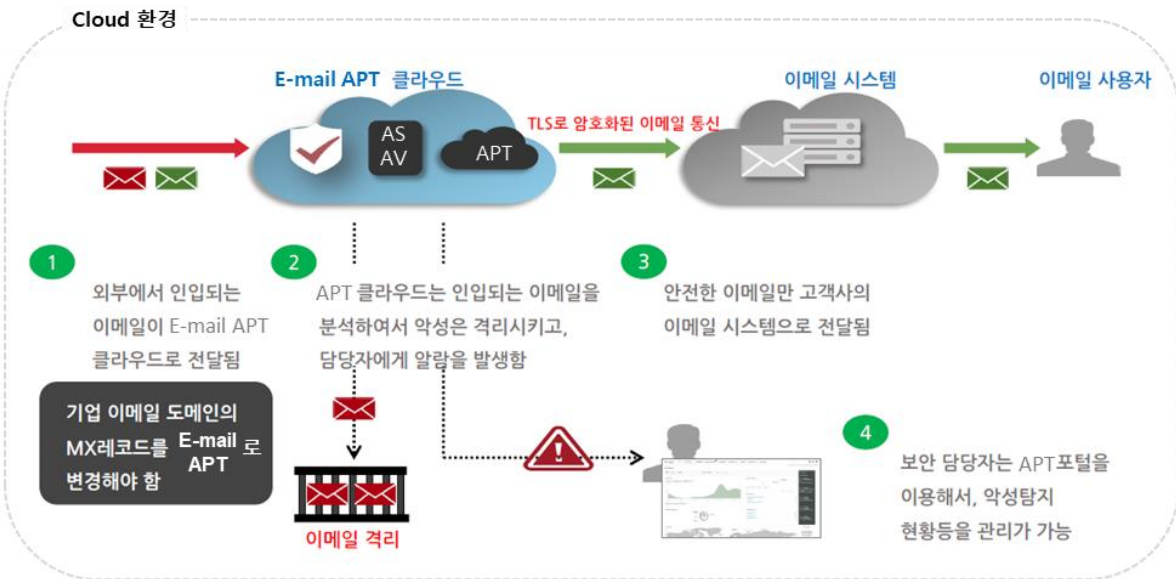 Cloud 환경
E-mail APT 클라우드
이메일 시스템
이메일 사용자
TLS로 암호화된 이메일 통신
AS
AV
APT
1
외부에서 인입되는
이메일이 E-mail APT
클라우드로 전달됨
2
APT 클라우드는 인입되는 이메일을
분석하여서 악성은 격리시키고,
담당자에게 알람을 발생함
3
안전한 이메일만 고객사의
이메일 시스템으로 전달됨
기업 이메일 도메인의
MX레코드를 E-mail APT 로
변경해야 함
이메일 격리
4
보안 담당자는 APT포털을
이용해서, 악성탐지
현황등을 관리가 가능